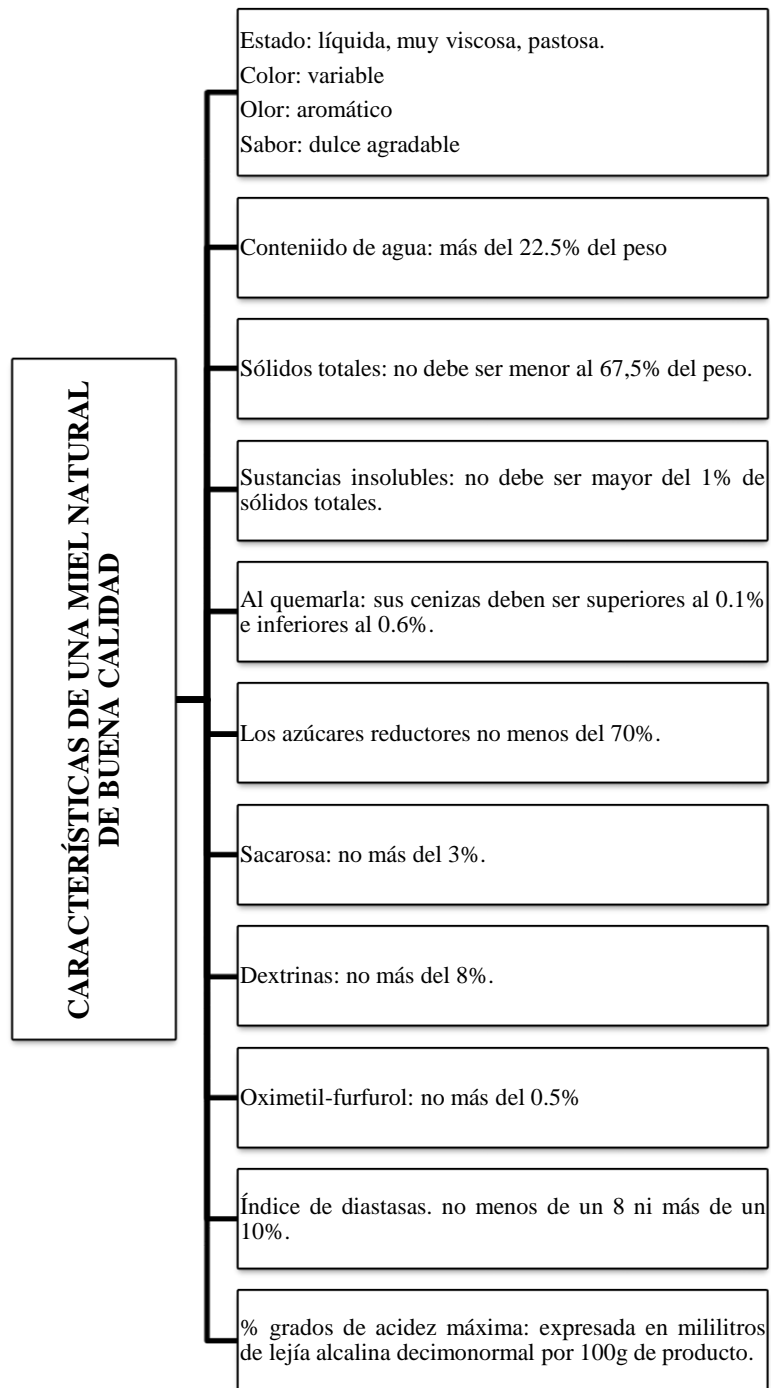 CARACTERÍSTICAS DE UNA MIEL NATURAL
DE BUENA CALIDAD
Estado: líquida, muy viscosa, pastosa.
Color: variable
Olor: aromático
Sabor: dulce agradable
Conteniido de agua: más del 22.5% del peso
Sólidos totales: no debe ser menor al 67,5% del peso.
Sustancias insolubles: no debe ser mayor del 1% de
sólidos totales.
Al quemarla: sus cenizas deben ser superiores al 0.1%
e inferiores al 0.6%.
Los azúcares reductores no menos del 70%.
Sacarosa: no más del 3%.
Dextrinas: no más del 8%.
Oximetil-furfurol: no más del 0.5%
Índice de diastasas. no menos de un 8 ni más de un
10%.
% grados de acidez máxima: expresada en mililitros
de lejía alcalina decimonormal por 100g de producto.